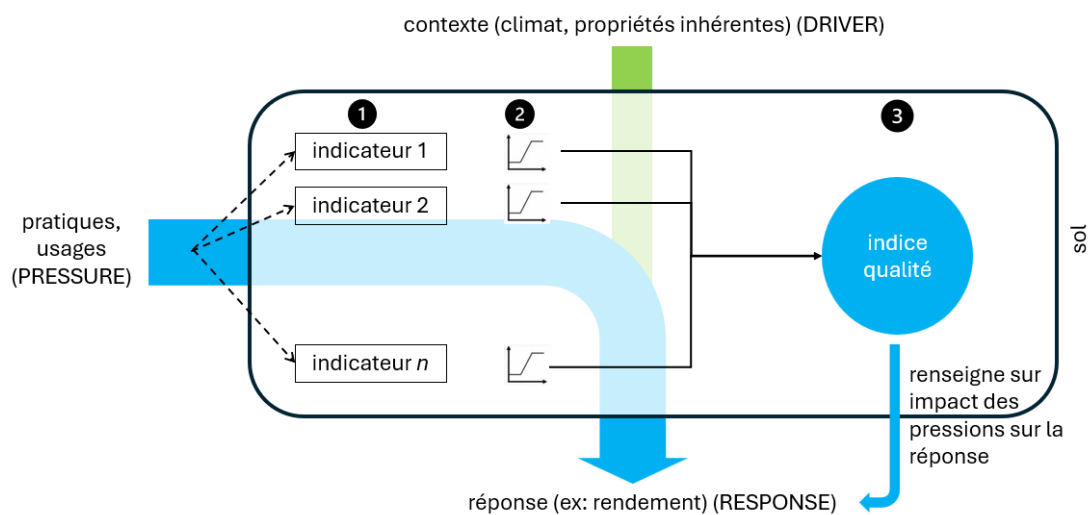 contexte (climat, propriétés inhérentes) (DRIVER)
1
2
3
indicateur 1
indicateur 2
pratiques,
usages
(PRESSURE)
indice
qualité
sol
indicateur n
renseigne sur
impact des
pressions sur la
réponse
réponse (ex: rendement) (RESPONSE)